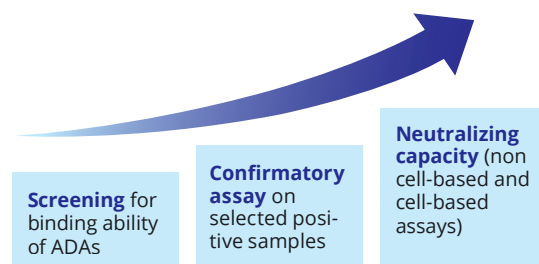 Screening for
binding ability
of ADAs
Confirmatory
assay on
selected posi-
tive samples
Neutralizing
capacity (non
cell-based and
cell-based
assays)